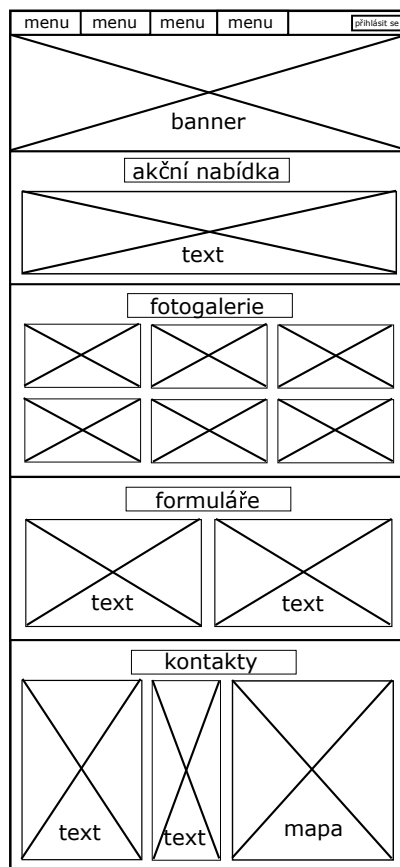 menu menu menu menu přihlásit se
banner
akční nabídka
text
fotogalerie
formuláře
text text
kontakty
text text mapa